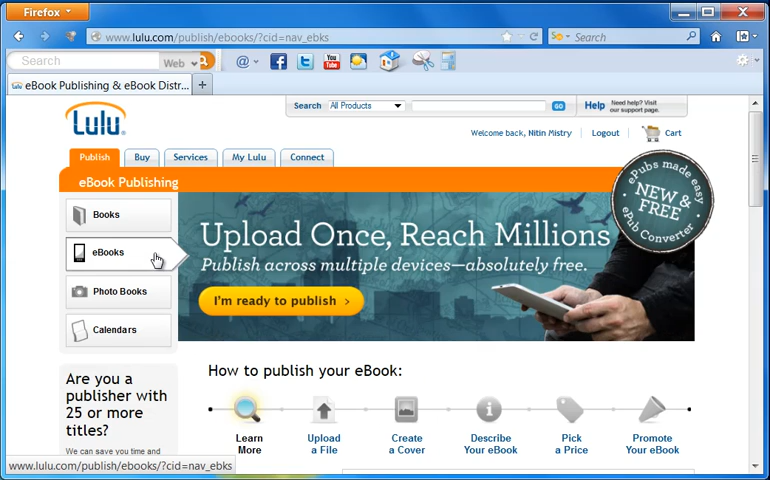 Firefox
www.lulu.com/publish/ebooks/?cid=nav_ebks
Search
Search
Web
eBook Publishing & eBook Distr...
Lulu
Search
All Products
GO
Help
Need help? Visit
our support page.
Welcome back, Nitin Mistry
Logout
Cart
Publish
Buy
Services
My Lulu
Connect
eBook Publishing
ePubs made easy
NEW &
FREE
ePub Converter
Books
eBooks
Photo Books
Calendars
Upload Once, Reach Millions
Publish across multiple devices—absolutely free.
I'm ready to publish >
Are you a
publisher with
25 or more
titles?
We can save you time and
How to publish your eBook:
Learn
More
Upload
a File
Create
a Cover
Describe
Your eBook
Pick
a Price
Promote
Your eBook
www.lulu.com/publish/ebooks/?cid=nav_ebks